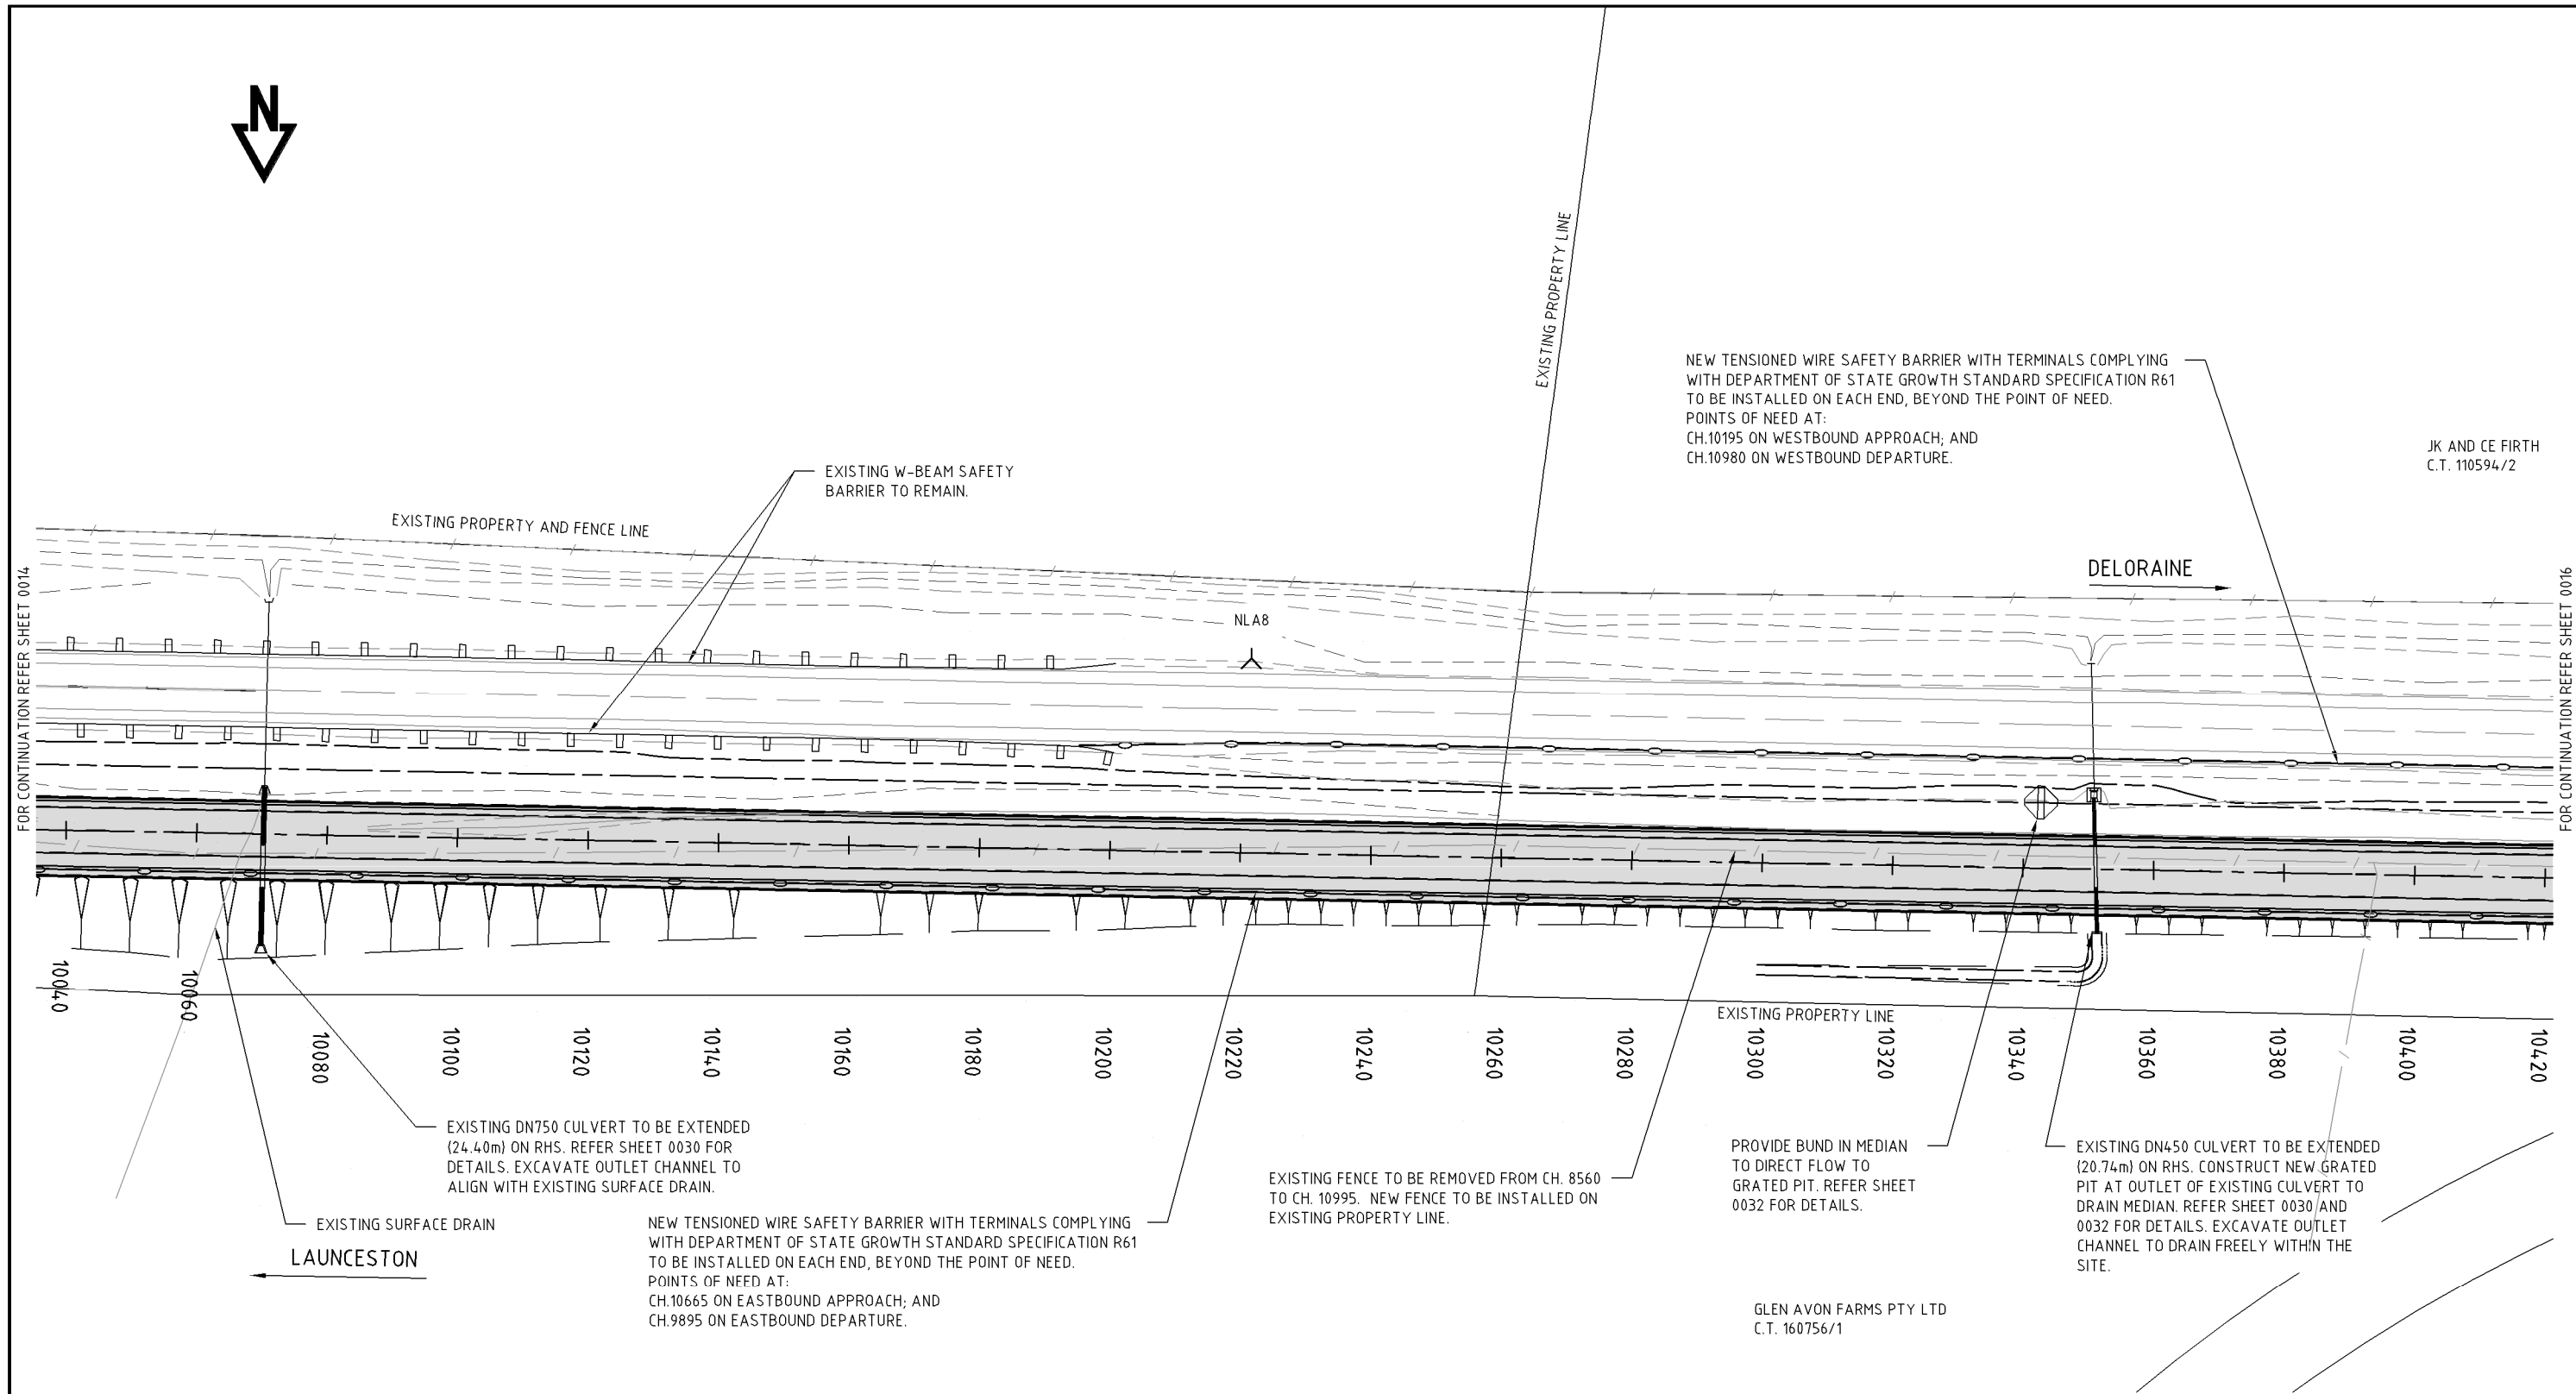 N
EXISTING PROPERTY LINE
NEW TENSIONED WIRE SAFETY BARRIER WITH TERMINALS COMPLYING
WITH DEPARTMENT OF STATE GROWTH STANDARD SPECIFICATION R61
TO BE INSTALLED ON EACH END, BEYOND THE POINT OF NEED.
POINTS OF NEED AT:
CH.10195 ON WESTBOUND APPROACH; AND
CH.10980 ON WESTBOUND DEPARTURE.
JK AND CE FIRTH
C.T. 110594/2
EXISTING W-BEAM SAFETY
BARRIER TO REMAIN.
EXISTING PROPERTY AND FENCE LINE
DELORAINE
NLA8
FOR CONTINUATION REFER SHEET 0014
FOR CONTINUATION REFER SHEET 0016
10040
10060
10080
10100
10120
10140
10160
10180
10200
10220
10240
10260
10280
10300
10320
10340
10360
10380
10400
10420
EXISTING PROPERTY LINE
EXISTING DN750 CULVERT TO BE EXTENDED
(24.40m) ON RHS. REFER SHEET 0030 FOR
DETAILS. EXCAVATE OUTLET CHANNEL TO
ALIGN WITH EXISTING SURFACE DRAIN.
EXISTING SURFACE DRAIN
LAUNCESTON
NEW TENSIONED WIRE SAFETY BARRIER WITH TERMINALS COMPLYING
WITH DEPARTMENT OF STATE GROWTH STANDARD SPECIFICATION R61
TO BE INSTALLED ON EACH END, BEYOND THE POINT OF NEED.
POINTS OF NEED AT:
CH.10665 ON EASTBOUND APPROACH; AND
CH.9895 ON EASTBOUND DEPARTURE.
EXISTING FENCE TO BE REMOVED FROM CH. 8560
TO CH. 10995. NEW FENCE TO BE INSTALLED ON
EXISTING PROPERTY LINE.
PROVIDE BUND IN MEDIAN
TO DIRECT FLOW TO
GRATED PIT. REFER SHEET
0032 FOR DETAILS.
EXISTING DN450 CULVERT TO BE EXTENDED
(20.74m) ON RHS. CONSTRUCT NEW GRATED
PIT AT OUTLET OF EXISTING CULVERT TO
DRAIN MEDIAN. REFER SHEET 0030 AND
0032 FOR DETAILS. EXCAVATE OUTLET
CHANNEL TO DRAIN FREELY WITHIN THE
SITE.
GLEN AVON FARMS PTY LTD
C.T. 160756/1